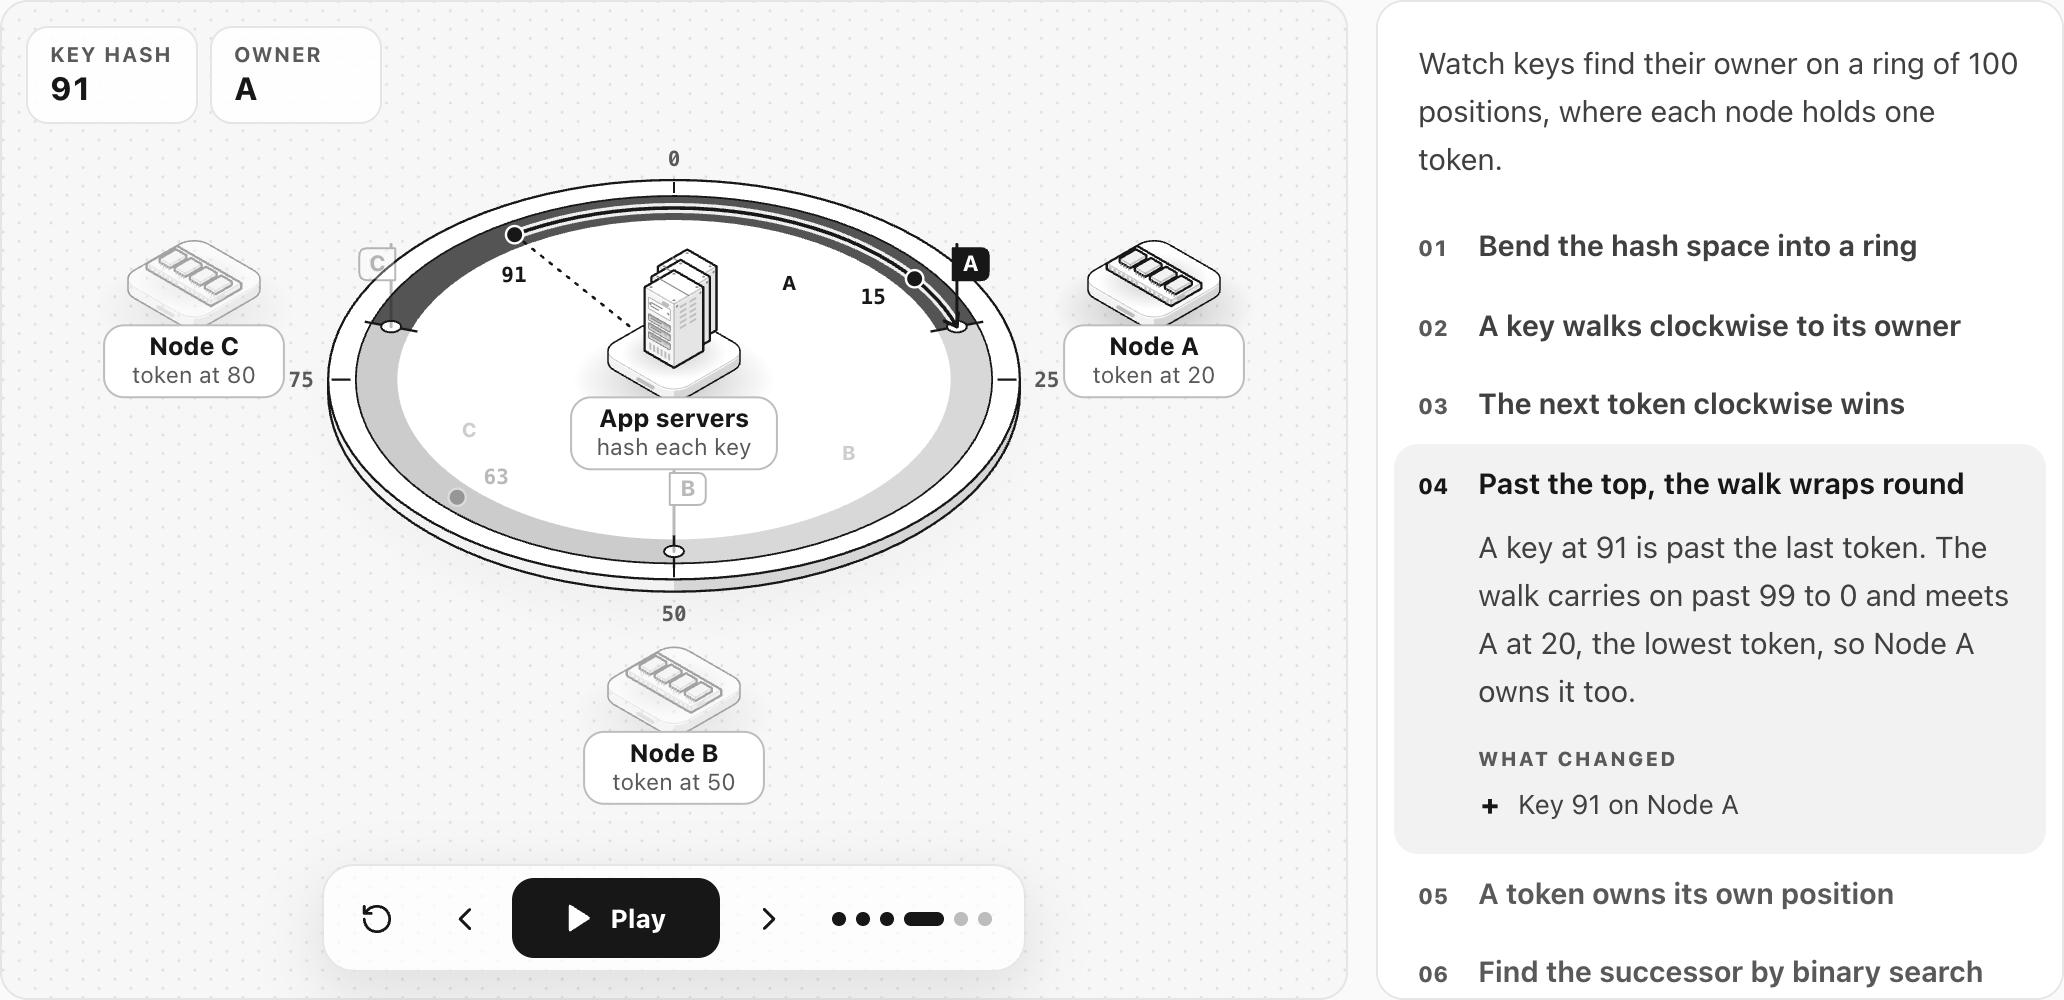 KEY HASH
91
OWNER
A
0
C
A
91
A
15
Node C
token at 80
75
25
Node A
token at 20
App servers
hash each key
C
B
63
B
50
Node B
token at 50
Play
Watch keys find their owner on a ring of 100
positions, where each node holds one
token.
01 Bend the hash space into a ring
02 A key walks clockwise to its owner
03 The next token clockwise wins
04 Past the top, the walk wraps round
A key at 91 is past the last token. The
walk carries on past 99 to 0 and meets
A at 20, the lowest token, so Node A
owns it too.
WHAT CHANGED
+ Key 91 on Node A
05 A token owns its own position
06 Find the successor by binary search